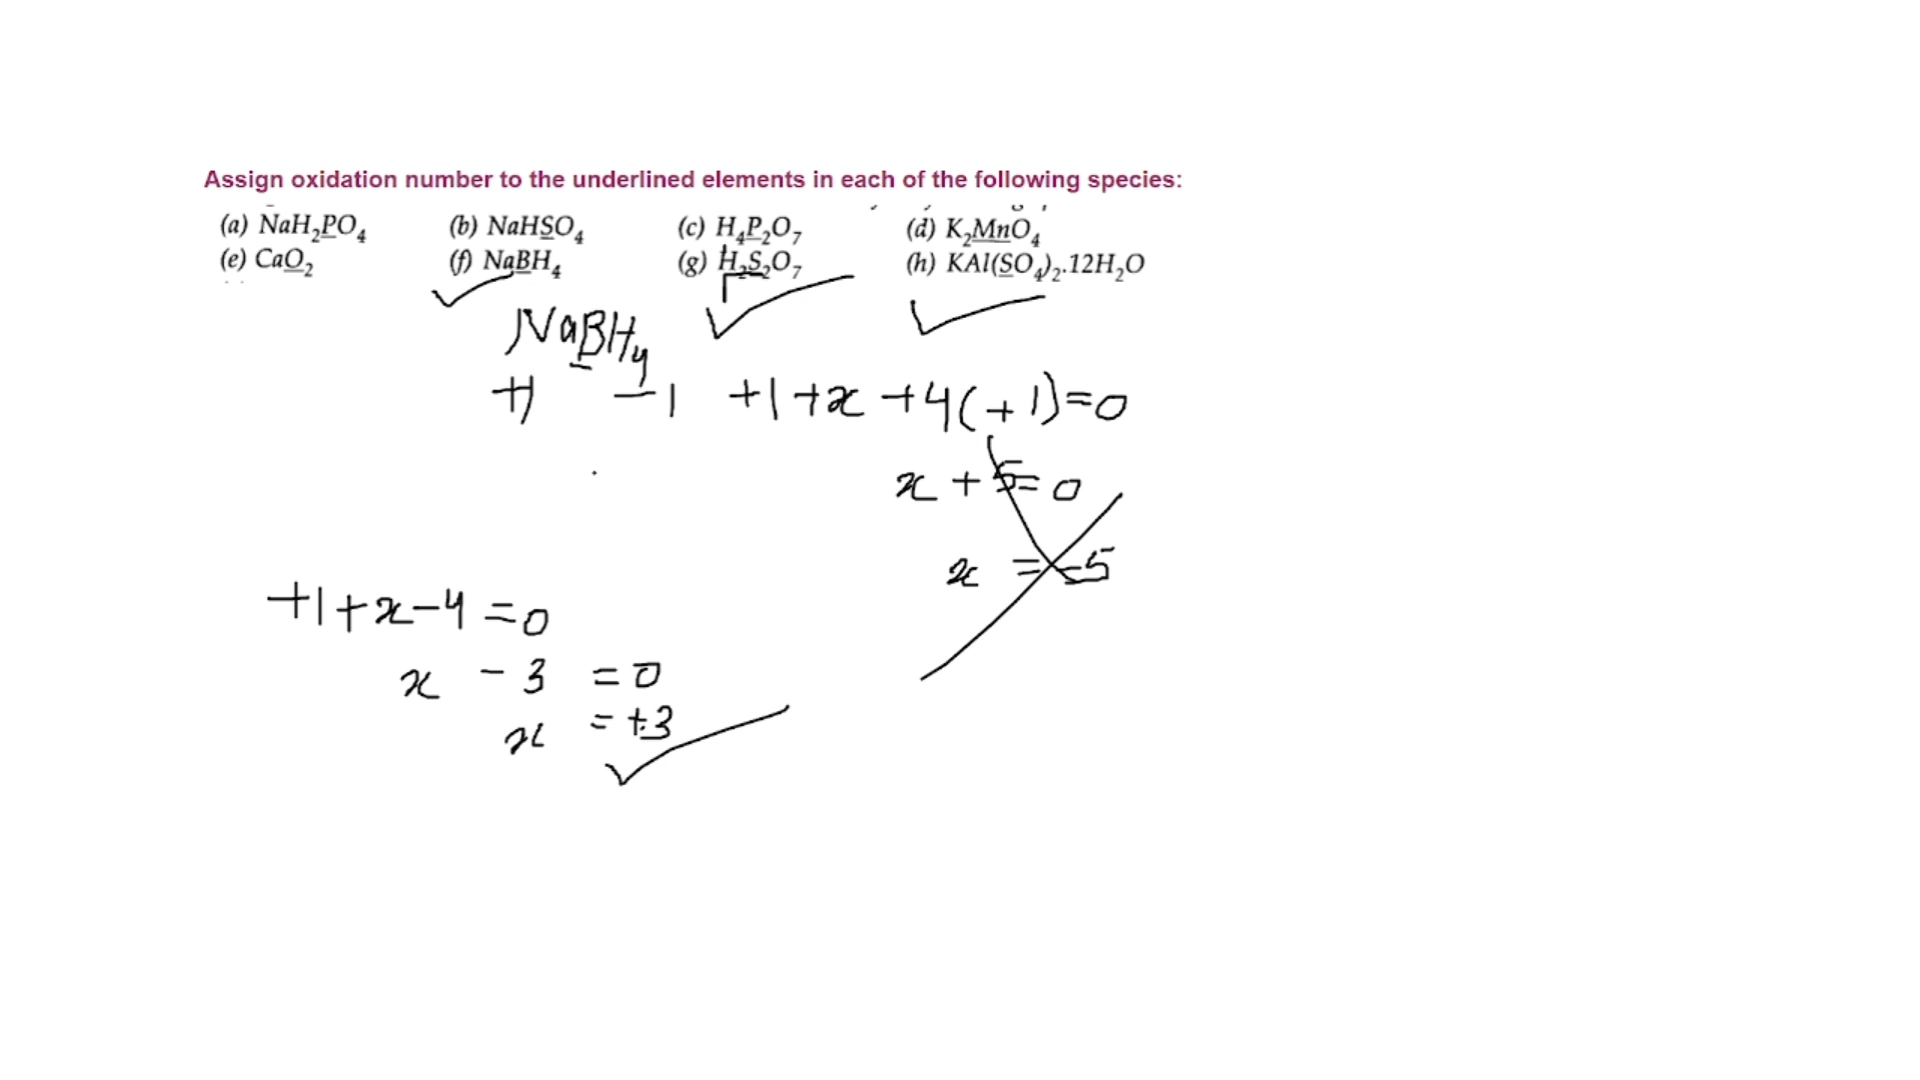 Assign oxidation number to the underlined elements in each of the following species:
(a) NaH₂PO₄ (b) NaHSO₄ (c) H₄P₂O₇ (d) K₂MnO₄
(e) CaO₂ (f) NaBH₄ (g) H₂S₂O₇ (h) KAl(SO₄)₂.12H₂O
NaBH₄
+1 −1 +1+x+4(+1)=0
x+5=0
x=−5
+1+x−4=0
x−3=0
x=+3